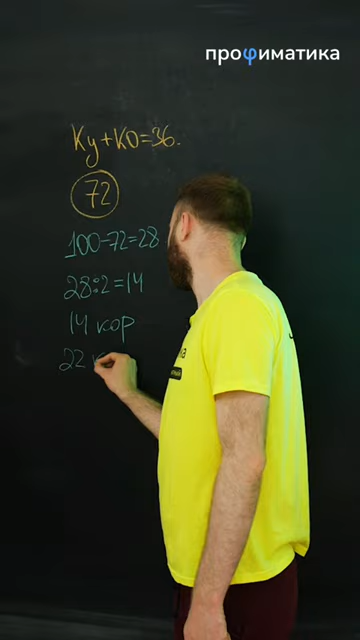 профиматика
Ку+КО=36.
72
100-72=28
28:2=14
14 кор
22